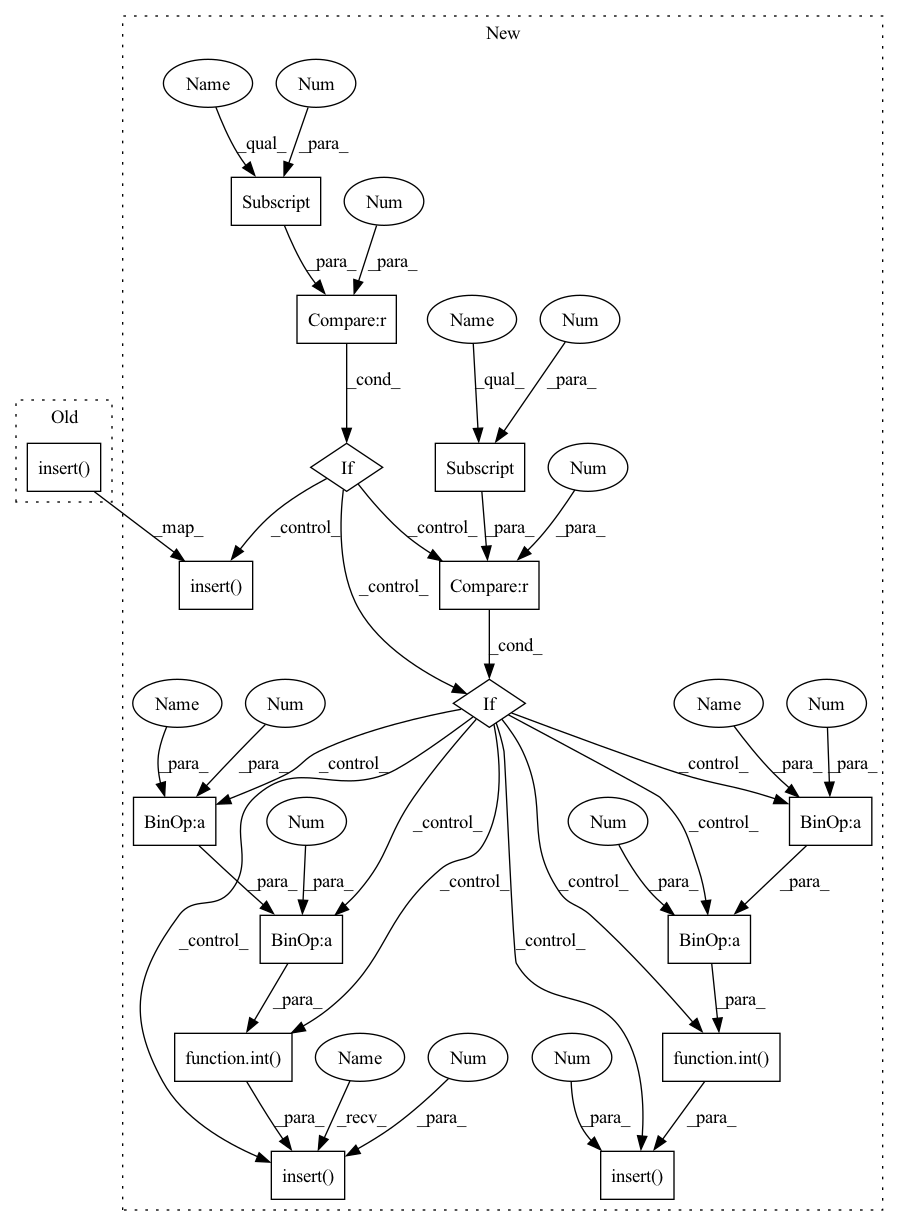 New
Name
Num
_qual_
_para_
Subscript
Num
_para_
_para_
Compare:r
Name
Num
_cond_
_qual_
_para_
Old
insert()
If
Subscript
Num
_map_
_control_
_control_
_para_
_para_
insert()
_control_
Compare:r
_cond_
Name
Num
If
Name
Num
_para_
_para_
_control_
_control_
_para_
_para_
BinOp:a
Num
_control_
Num
_control_
BinOp:a
_para_
_para_
_control_
_control_
_para_
_para_
_control_
BinOp:a
_control_
BinOp:a
_para_
_para_
function.int()
Name
Num
Num
function.int()
_para_
_recv_
_para_
_para_
_para_
insert()
insert()